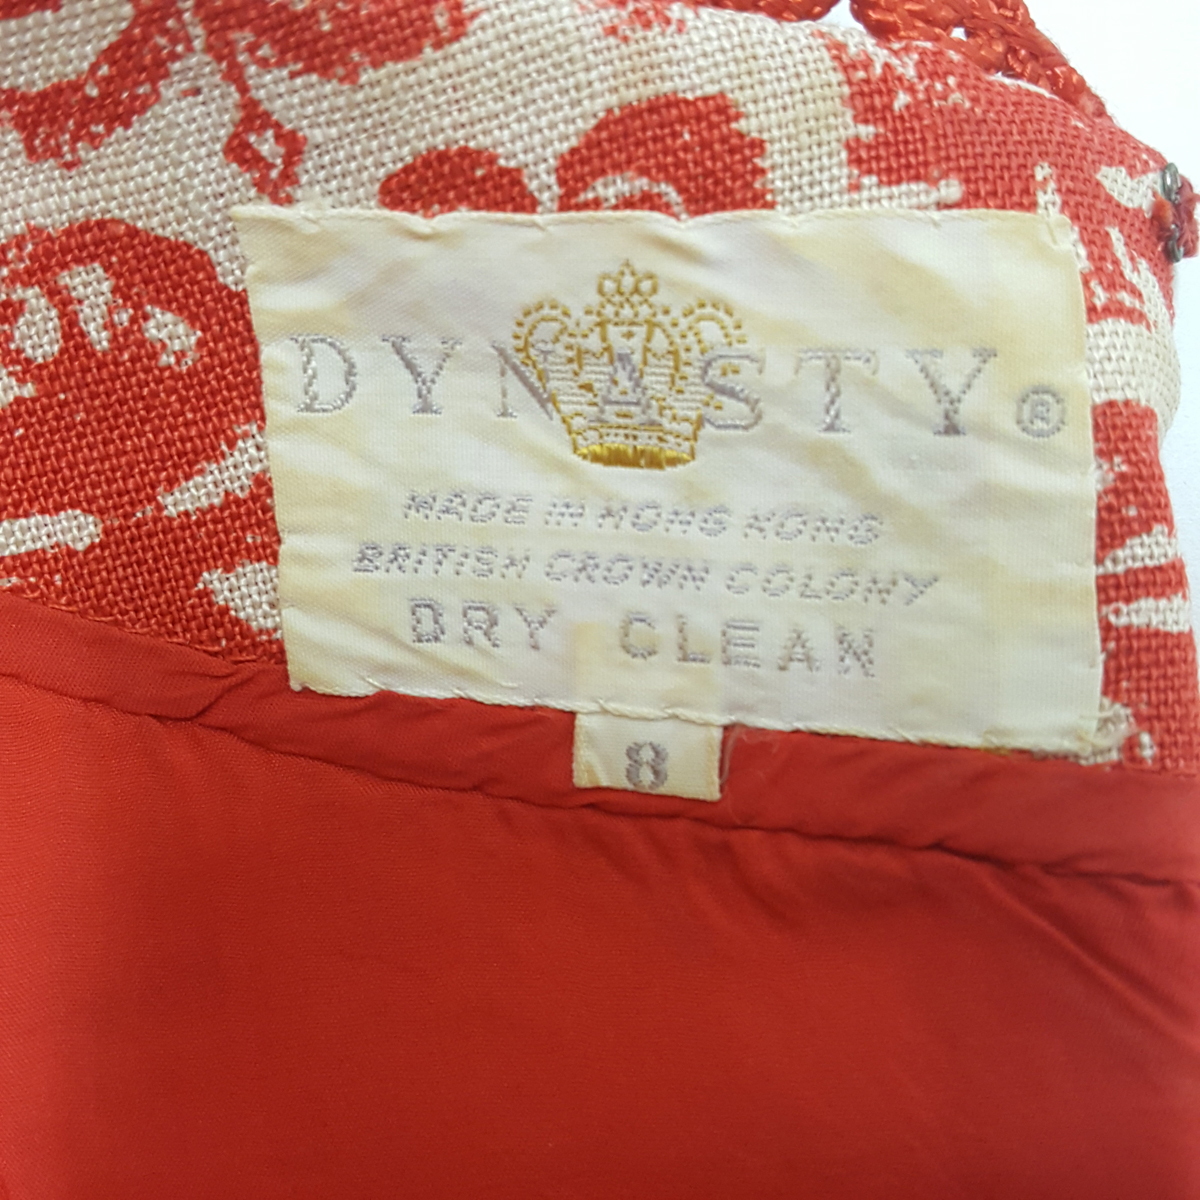 DYNASTY®
MADE IN HONG KONG
BRITISH CROWN COLONY
DRY CLEAN
8